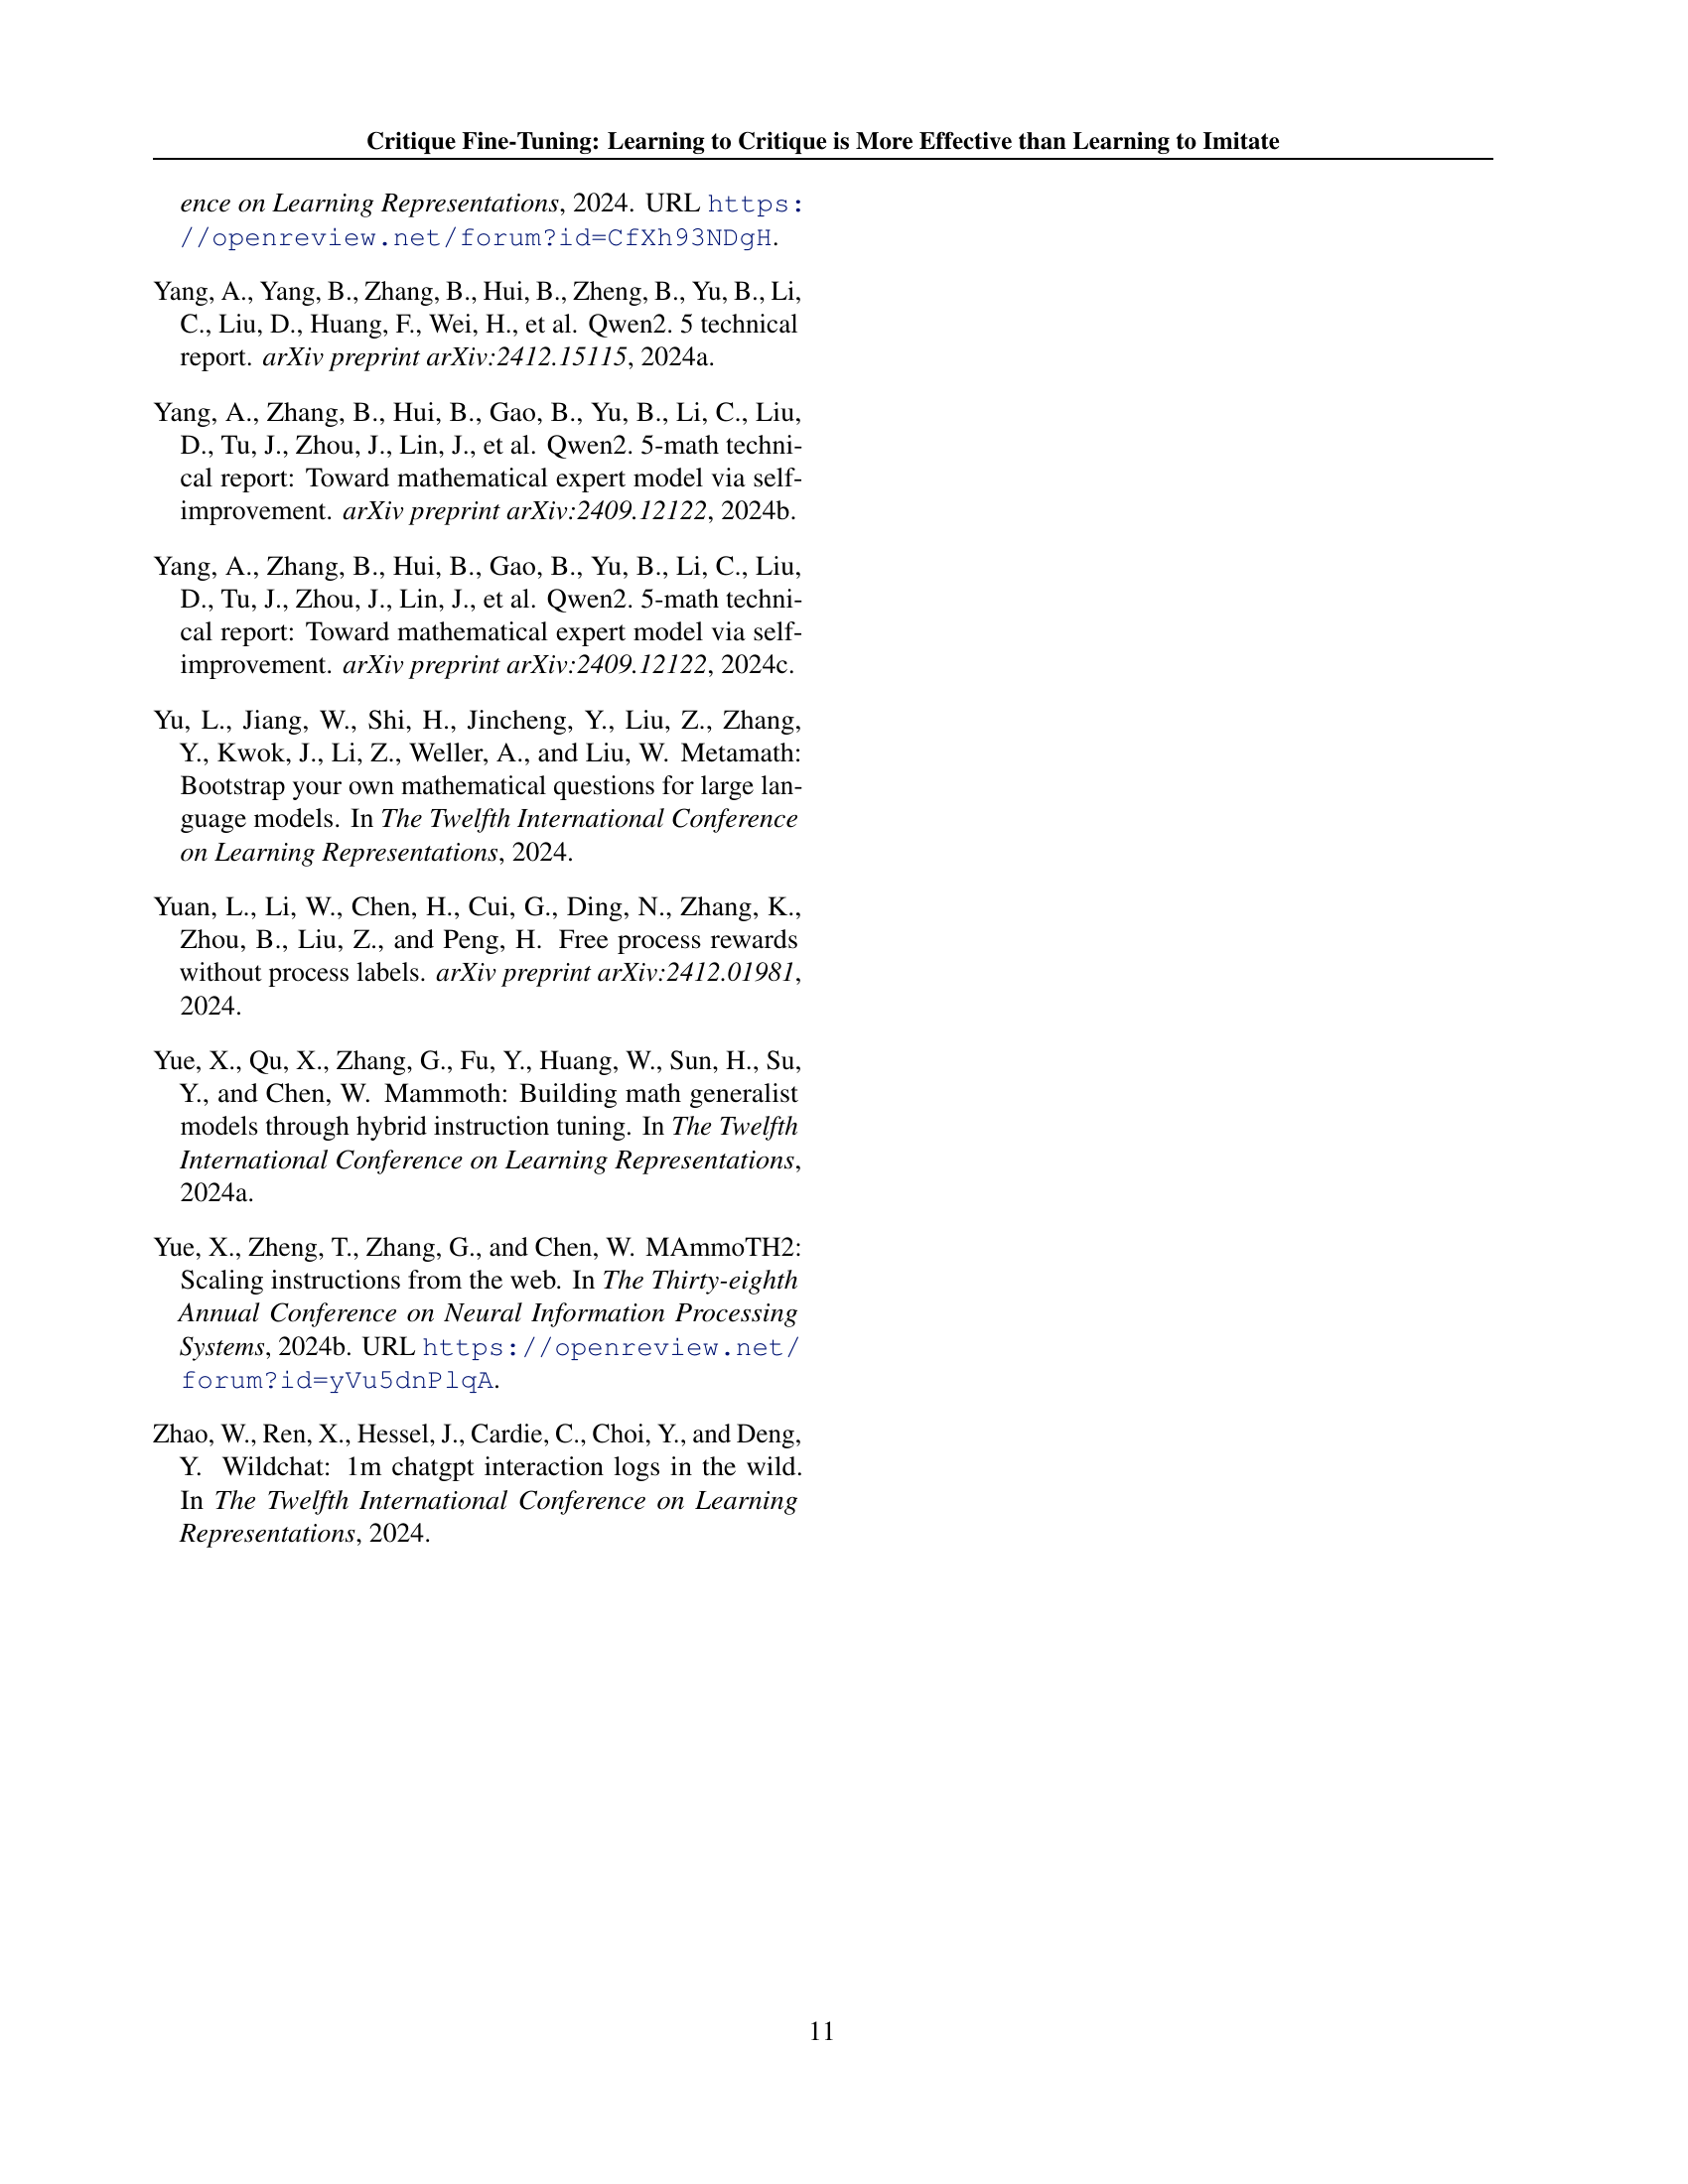 Critique Fine-Tuning: Learning to Critique is More Effective than Learning to Imitate
ence on Learning Representations, 2024. URL https:
//openreview.net/forum?id=CfXh93NDgH.
Yang, A., Yang, B., Zhang, B., Hui, B., Zheng, B., Yu, B., Li,
C., Liu, D., Huang, F., Wei, H., et al. Qwen2. 5 technical
report. arXiv preprint arXiv:2412.15115, 2024a.
Yang, A., Zhang, B., Hui, B., Gao, B., Yu, B., Li, C., Liu,
D., Tu, J., Zhou, J., Lin, J., et al. Qwen2. 5-math techni-
cal report: Toward mathematical expert model via self-
improvement. arXiv preprint arXiv:2409.12122, 2024b.
Yang, A., Zhang, B., Hui, B., Gao, B., Yu, B., Li, C., Liu,
D., Tu, J., Zhou, J., Lin, J., et al. Qwen2. 5-math techni-
cal report: Toward mathematical expert model via self-
improvement. arXiv preprint arXiv:2409.12122, 2024c.
Yu, L., Jiang, W., Shi, H., Jincheng, Y., Liu, Z., Zhang,
Y., Kwok, J., Li, Z., Weller, A., and Liu, W. Metamath:
Bootstrap your own mathematical questions for large lan-
guage models. In The Twelfth International Conference
on Learning Representations, 2024.
Yuan, L., Li, W., Chen, H., Cui, G., Ding, N., Zhang, K.,
Zhou, B., Liu, Z., and Peng, H. Free process rewards
without process labels. arXiv preprint arXiv:2412.01981,
2024.
Yue, X., Qu, X., Zhang, G., Fu, Y., Huang, W., Sun, H., Su,
Y., and Chen, W. Mammoth: Building math generalist
models through hybrid instruction tuning. In The Twelfth
International Conference on Learning Representations,
2024a.
Yue, X., Zheng, T., Zhang, G., and Chen, W. MAmmoTH2:
Scaling instructions from the web. In The Thirty-eighth
Annual Conference on Neural Information Processing
Systems, 2024b. URL https://openreview.net/
forum?id=yVu5dnPlqA.
Zhao, W., Ren, X., Hessel, J., Cardie, C., Choi, Y., and Deng,
Y. Wildchat: 1m chatgpt interaction logs in the wild.
In The Twelfth International Conference on Learning
Representations, 2024.
11